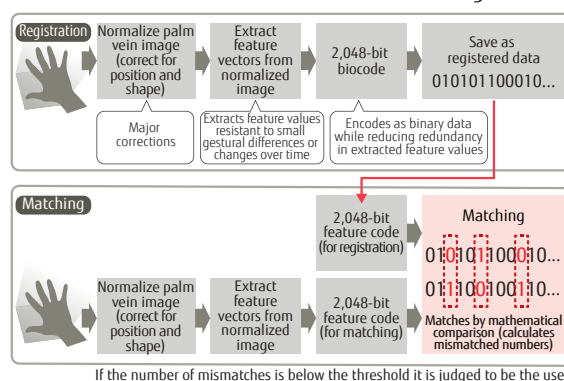 Registration
Normalize palm
vein image
(correct for
position and
shape)
Extract
feature
vectors from
normalized
image
2,048-bit
biocode
Save as
registered data
010101100010...
Major
corrections
Extracts feature values
resistant to small
gestural differences or
changes over time
Encodes as binary data
while reducing redundancy
in extracted feature values
Matching
2,048-bit
feature code
(for registration)
Normalize palm
vein image
(correct for
position and
shape)
Extract
feature
vectors from
normalized
image
2,048-bit
feature code
(for matching)
Matching
010101100010...
011100100110...
Matches by mathematical
comparison (calculates
mismatched numbers)
If the number of mismatches is below the threshold it is judged to be the use